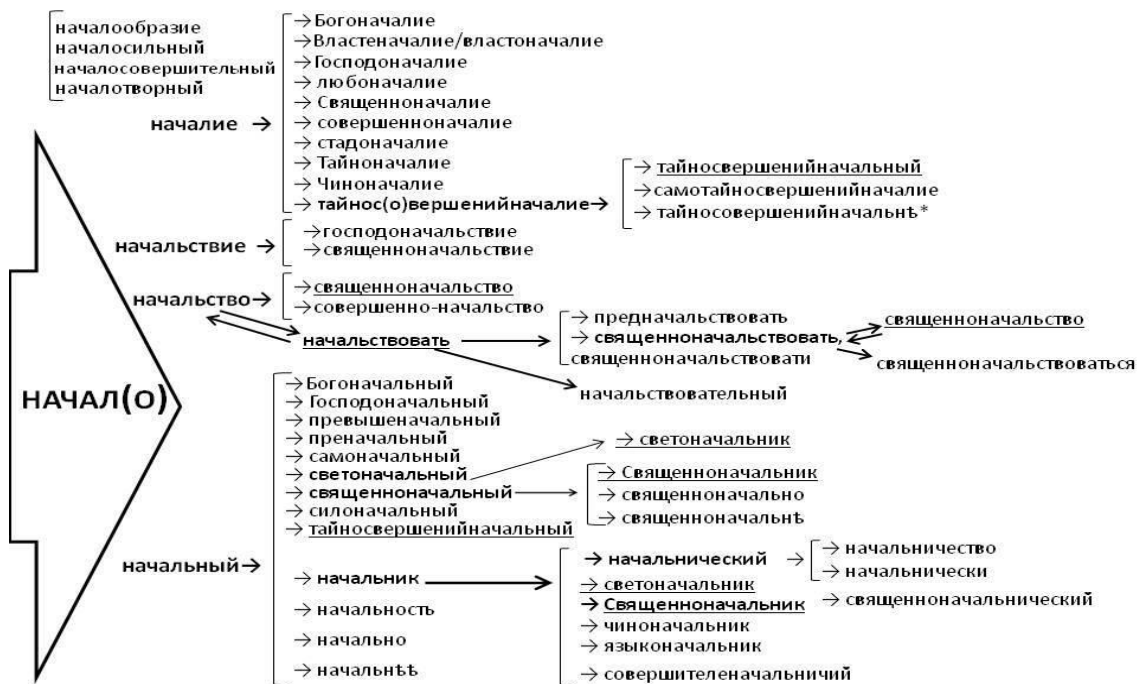 началообразие
началосильный
началосовершительный
началотворный
НАЧАЛ(О)
началие →
→ Богоначалие
→ Властеначалие/властоначалие
→ Господоначалие
→ любоначалие
→ Священноначалие
→ совершенноначалие
→ стадоначалие
→ Тайноначалие
→ Чиноначалие
→ тайнос(о)вершенийначалие→
→ тайносвершенийначальный
→самотайносвершенийначалие
→ тайносовершенийначальнѣ*
начальствие →
→господоначальствие
→священноначальствие
начальство→
→священноначальство
→совершенно-начальство
начальствовать
→ предначальствовать
→ священноначальствовать,
священноначальствовати
священноначальство
священноначальствоваться
начальствовательный
начальный→
→ Богоначальный
→ Господоначальный
→ превышеначальный
→ преначальный
→ самоначальный
→ светоначальный
→ светоначальник
→ священноначальный
→ Священноначальник
→ священноначально
→ священноначальнѣ
→ силоначальный
→ тайносвершенийначальный
→ начальник
→ начальнический
→ начальничество
→ начальнически
→ светоначальник
→ Священноначальник
→ священноначальнический
→ чиноначальник
→ языконачальник
→ совершителеначальничий
→ начальность
→ начально
→ начальнѣѣ